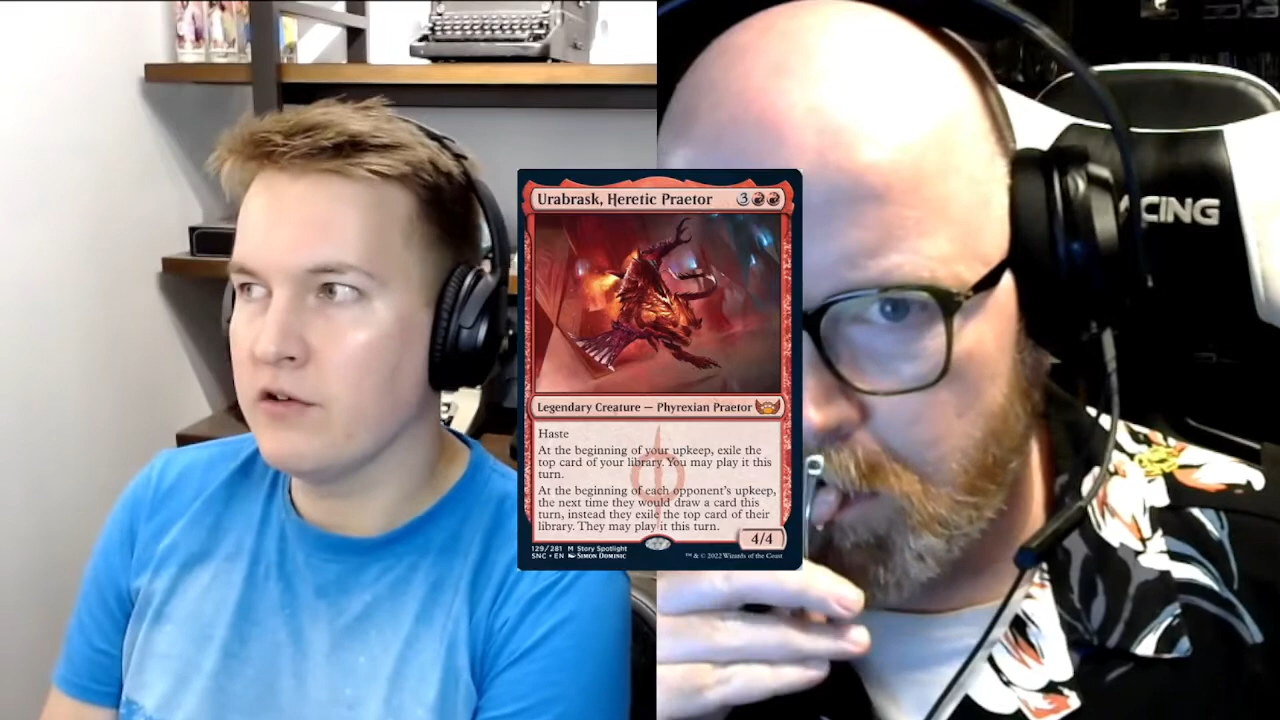 Urabrask, Heretic Praetor 3
Legendary Creature — Phyrexian Praetor
Haste
At the beginning of your upkeep, exile the
top card of your library. You may play it this
turn.
At the beginning of each opponent's upkeep,
the next time they would draw a card this
turn, instead they exile the top card of their
library. They may play it this turn.
4/4
129/281 M Story Spotlight
SNC • EN Simon Dominic
™ & © 2022 Wizards of the Coast
CING